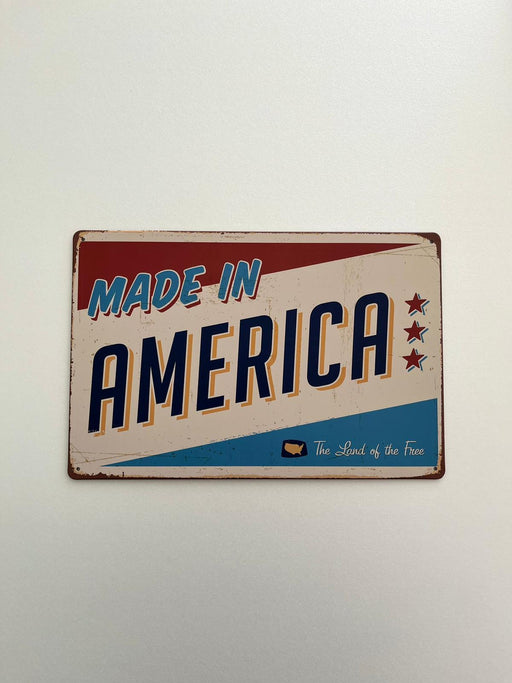 MADE IN
AMERICA
The Land of the Free